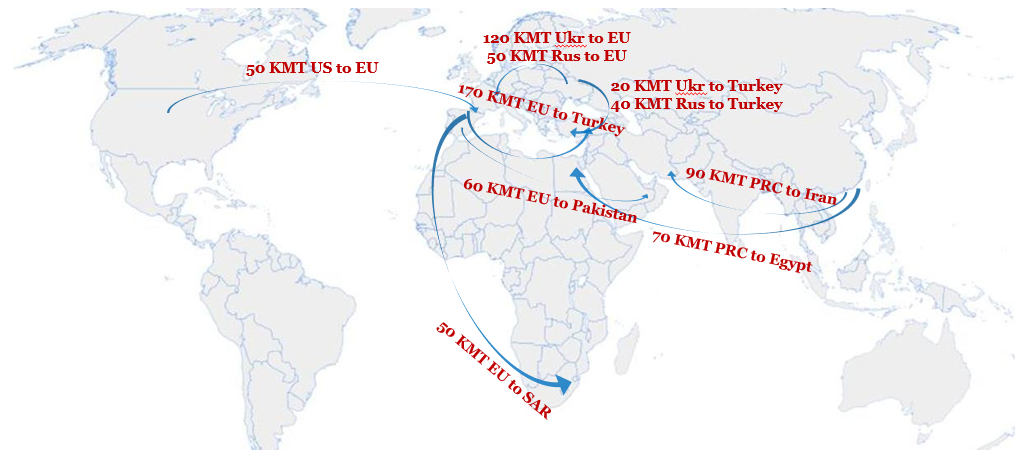 120 KMT Ukr to EU
50 KMT Rus to EU
50 KMT US to EU
20 KMT Ukr to Turkey
40 KMT Rus to Turkey
170 KMT EU to Turkey
90 KMT PRC to Iran
60 KMT EU to Pakistan
70 KMT PRC to Egypt
50 KMT EU to SAR